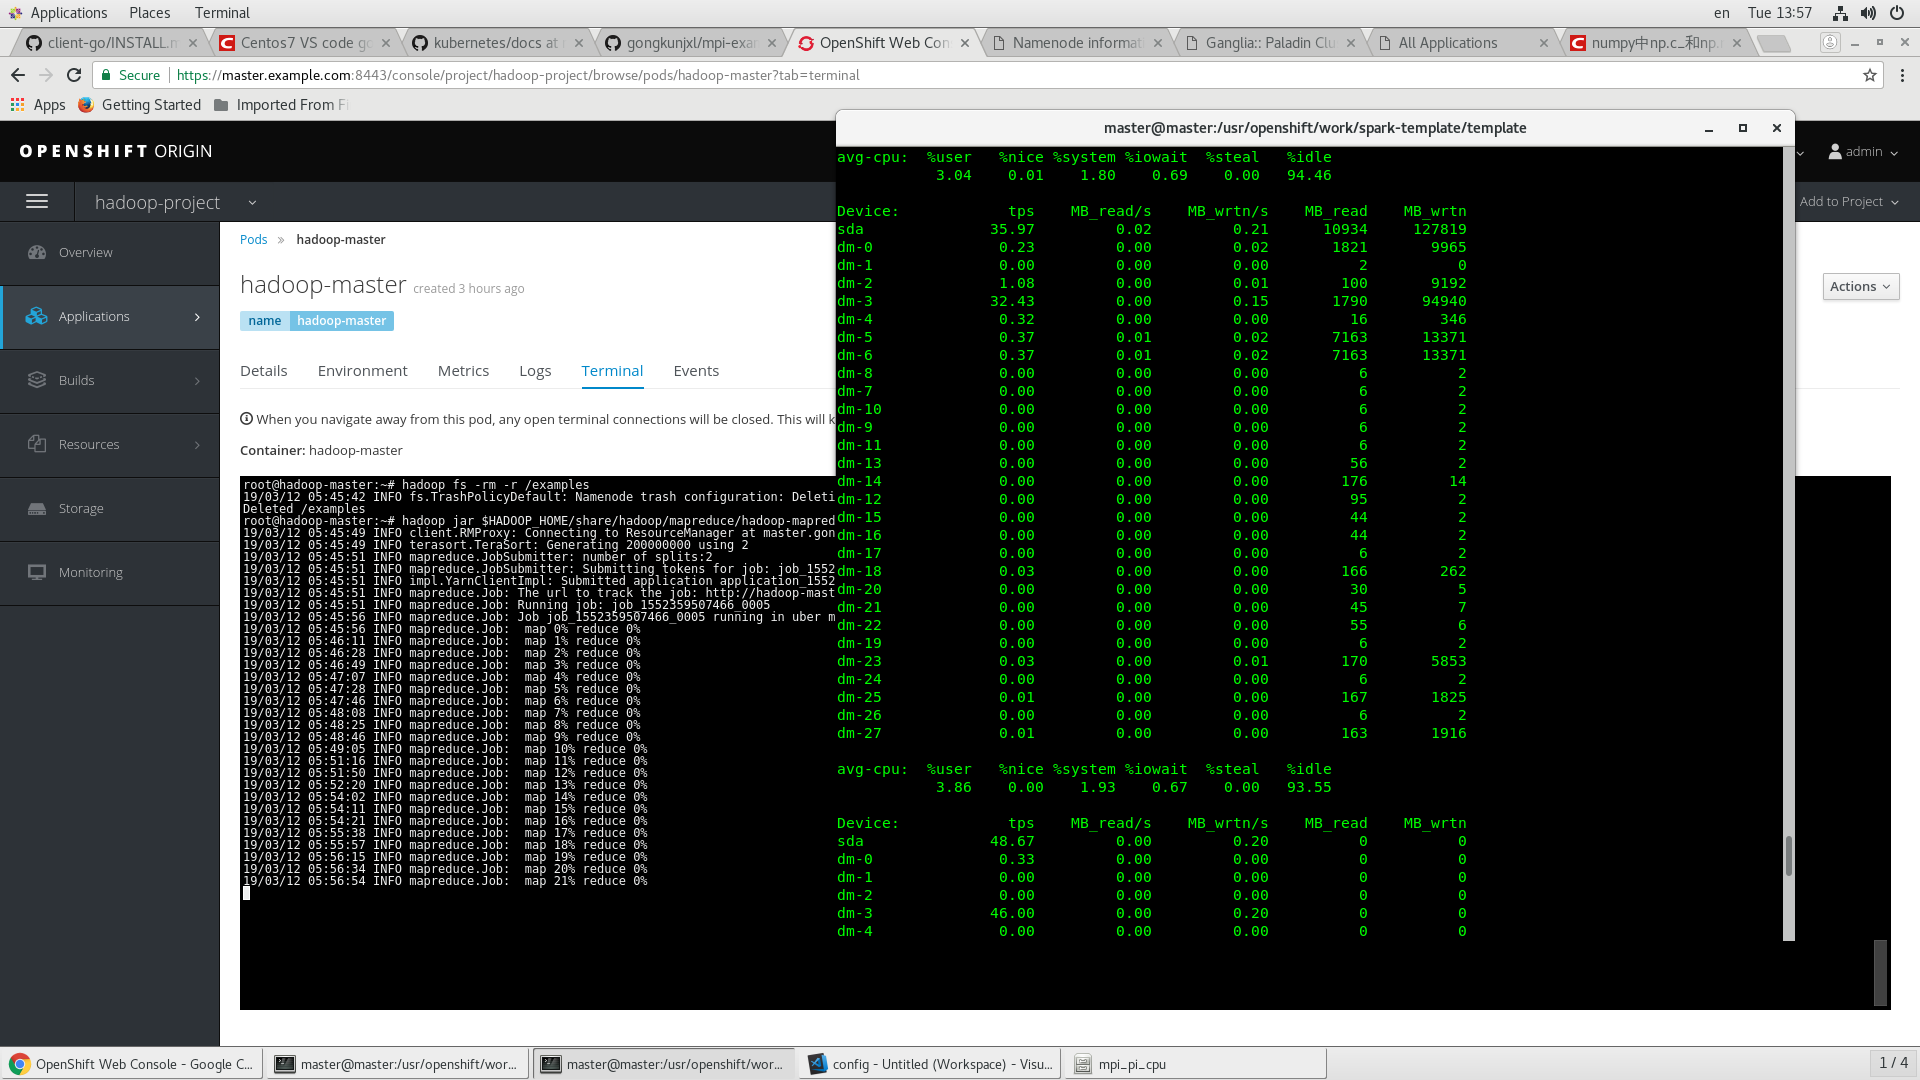 Applications Places Terminal en Tue 13:57
client-go/INSTALL.m Centos7 VS code go kubernetes/docs at gongkunjxl/mpi-exa OpenShift Web Con Namenode informat Ganglia:: Paladin Clu All Applications numpy中np.c_和np.
Secure https://master.example.com:8443/console/project/hadoop-project/browse/pods/hadoop-master?tab=terminal
Apps Getting Started Imported From Fi
OPENSHIFT ORIGIN
admin
hadoop-project
Add to Project
Overview
Applications
Builds
Resources
Storage
Monitoring
Pods » hadoop-master
hadoop-master created 3 hours ago
Actions
name hadoop-master
Details Environment Metrics Logs Terminal Events
When you navigate away from this pod, any open terminal connections will be closed. This will k
Container: hadoop-master
root@hadoop-master:~# hadoop fs -rm -r /examples
19/03/12 05:45:42 INFO fs.TrashPolicyDefault: Namenode trash configuration: Deleti
Deleted /examples
root@hadoop-master:~# hadoop jar $HADOOP_HOME/share/hadoop/mapreduce/hadoop-mapred
19/03/12 05:45:49 INFO client.RMProxy: Connecting to ResourceManager at master.gon
19/03/12 05:45:49 INFO terasort.TeraSort: Generating 200000000 using 2
19/03/12 05:45:51 INFO mapreduce.JobSubmitter: number of splits:2
19/03/12 05:45:51 INFO mapreduce.JobSubmitter: Submitting tokens for job: job_1552
19/03/12 05:45:51 INFO impl.YarnClientImpl: Submitted application application_1552
19/03/12 05:45:51 INFO mapreduce.Job: The url to track the job: http://hadoop-mast
19/03/12 05:45:51 INFO mapreduce.Job: Running job: job_1552359507466_0005
19/03/12 05:45:56 INFO mapreduce.Job: Job job_1552359507466_0005 running in uber m
19/03/12 05:45:56 INFO mapreduce.Job:  map 0% reduce 0%
19/03/12 05:46:11 INFO mapreduce.Job:  map 1% reduce 0%
19/03/12 05:46:28 INFO mapreduce.Job:  map 2% reduce 0%
19/03/12 05:46:49 INFO mapreduce.Job:  map 3% reduce 0%
19/03/12 05:47:07 INFO mapreduce.Job:  map 4% reduce 0%
19/03/12 05:47:28 INFO mapreduce.Job:  map 5% reduce 0%
19/03/12 05:47:46 INFO mapreduce.Job:  map 6% reduce 0%
19/03/12 05:48:08 INFO mapreduce.Job:  map 7% reduce 0%
19/03/12 05:48:25 INFO mapreduce.Job:  map 8% reduce 0%
19/03/12 05:48:46 INFO mapreduce.Job:  map 9% reduce 0%
19/03/12 05:49:05 INFO mapreduce.Job:  map 10% reduce 0%
19/03/12 05:51:16 INFO mapreduce.Job:  map 11% reduce 0%
19/03/12 05:51:50 INFO mapreduce.Job:  map 12% reduce 0%
19/03/12 05:52:20 INFO mapreduce.Job:  map 13% reduce 0%
19/03/12 05:54:02 INFO mapreduce.Job:  map 14% reduce 0%
19/03/12 05:54:11 INFO mapreduce.Job:  map 15% reduce 0%
19/03/12 05:54:21 INFO mapreduce.Job:  map 16% reduce 0%
19/03/12 05:55:38 INFO mapreduce.Job:  map 17% reduce 0%
19/03/12 05:55:57 INFO mapreduce.Job:  map 18% reduce 0%
19/03/12 05:56:15 INFO mapreduce.Job:  map 19% reduce 0%
19/03/12 05:56:34 INFO mapreduce.Job:  map 20% reduce 0%
19/03/12 05:56:54 INFO mapreduce.Job:  map 21% reduce 0%
master@master:/usr/openshift/work/spark-template/template
avg-cpu: %user %nice %system %iowait %steal %idle
3.04 0.01 1.80 0.69 0.00 94.46
Device: tps MB_read/s MB_wrtn/s MB_read MB_wrtn
sda 35.97 0.02 0.21 10934 127819
dm-0 0.23 0.00 0.02 1821 9965
dm-1 0.00 0.00 0.00 2 0
dm-2 1.08 0.00 0.01 100 9192
dm-3 32.43 0.00 0.15 1790 94940
dm-4 0.32 0.00 0.00 16 346
dm-5 0.37 0.01 0.02 7163 13371
dm-6 0.37 0.01 0.02 7163 13371
dm-8 0.00 0.00 0.00 6 2
dm-7 0.00 0.00 0.00 6 2
dm-10 0.00 0.00 0.00 6 2
dm-9 0.00 0.00 0.00 6 2
dm-11 0.00 0.00 0.00 6 2
dm-13 0.00 0.00 0.00 56 2
dm-14 0.00 0.00 0.00 176 14
dm-12 0.00 0.00 0.00 95 2
dm-15 0.00 0.00 0.00 44 2
dm-16 0.00 0.00 0.00 44 2
dm-17 0.00 0.00 0.00 6 2
dm-18 0.03 0.00 0.00 166 262
dm-20 0.00 0.00 0.00 30 5
dm-21 0.00 0.00 0.00 45 7
dm-22 0.00 0.00 0.00 55 6
dm-19 0.00 0.00 0.00 6 2
dm-23 0.03 0.00 0.01 170 5853
dm-24 0.00 0.00 0.00 6 2
dm-25 0.01 0.00 0.00 167 1825
dm-26 0.00 0.00 0.00 6 2
dm-27 0.01 0.00 0.00 163 1916
avg-cpu: %user %nice %system %iowait %steal %idle
3.86 0.00 1.93 0.67 0.00 93.55
Device: tps MB_read/s MB_wrtn/s MB_read MB_wrtn
sda 48.67 0.00 0.20 0 0
dm-0 0.33 0.00 0.00 0 0
dm-1 0.00 0.00 0.00 0 0
dm-2 0.00 0.00 0.00 0 0
dm-3 46.00 0.00 0.20 0 0
dm-4 0.00 0.00 0.00 0 0
OpenShift Web Console - Google C... master@master:/usr/openshift/wor... master@master:/usr/openshift/wor... config - Untitled (Workspace) - Visu... mpi_pi_cpu 1 / 4